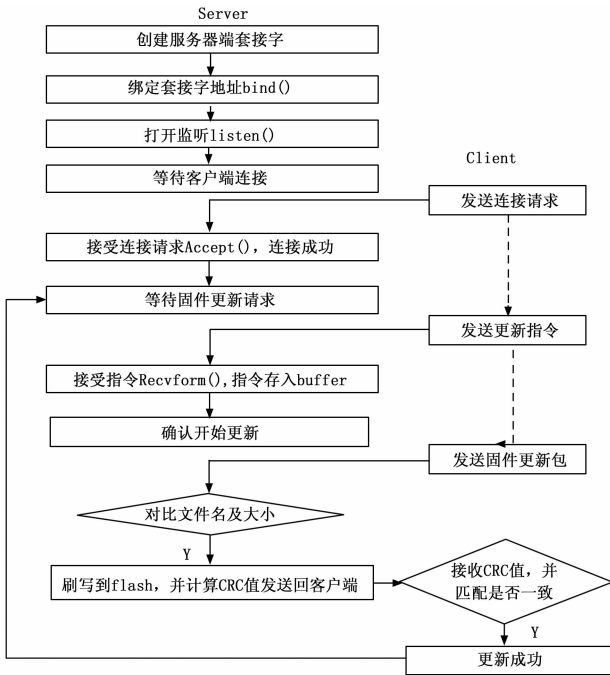 Server
创建服务器端套接字
绑定套接字地址bind()
打开监听listen()
Client
等待客户端连接
发送连接请求
接受连接请求Accept(), 连接成功
等待固件更新请求
发送更新指令
接受指令Recvform(),指令存入buffer
确认开始更新
发送固件更新包
对比文件名及大小
Y
刷写到flash，并计算CRC值发送回客户端
接收CRC值，并
匹配是否一致
Y
更新成功